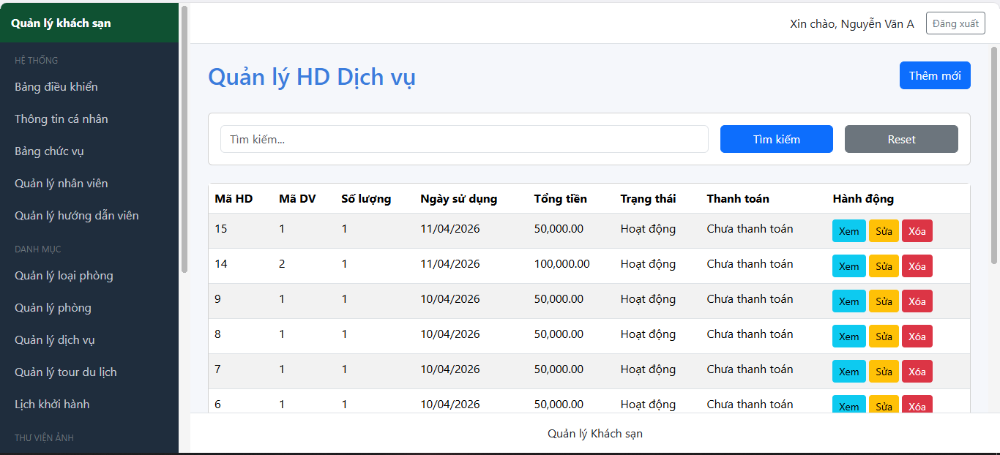 Quản lý khách sạn
HỆ THỐNG
Bảng điều khiển
Thông tin cá nhân
Bảng chức vụ
Quản lý nhân viên
Quản lý hướng dẫn viên
DANH MỤC
Quản lý loại phòng
Quản lý phòng
Quản lý dịch vụ
Quản lý tour du lịch
Lịch khởi hành
THƯ VIỆN ẢNH
Xin chào, Nguyễn Văn A Đăng xuất
Quản lý HD Dịch vụ Thêm mới
Tìm kiếm... Tìm kiếm Reset
Mã HD Mã DV Số lượng Ngày sử dụng Tổng tiền Trạng thái Thanh toán Hành động
15 1 1 11/04/2026 50,000.00 Hoạt động Chưa thanh toán Xem Sửa Xóa
14 2 1 11/04/2026 100,000.00 Hoạt động Chưa thanh toán Xem Sửa Xóa
9 1 1 10/04/2026 50,000.00 Hoạt động Chưa thanh toán Xem Sửa Xóa
8 1 1 10/04/2026 50,000.00 Hoạt động Chưa thanh toán Xem Sửa Xóa
7 1 1 10/04/2026 50,000.00 Hoạt động Chưa thanh toán Xem Sửa Xóa
6 1 1 10/04/2026 50,000.00 Hoạt động Chưa thanh toán Xem Sửa Xóa
Quản lý Khách sạn